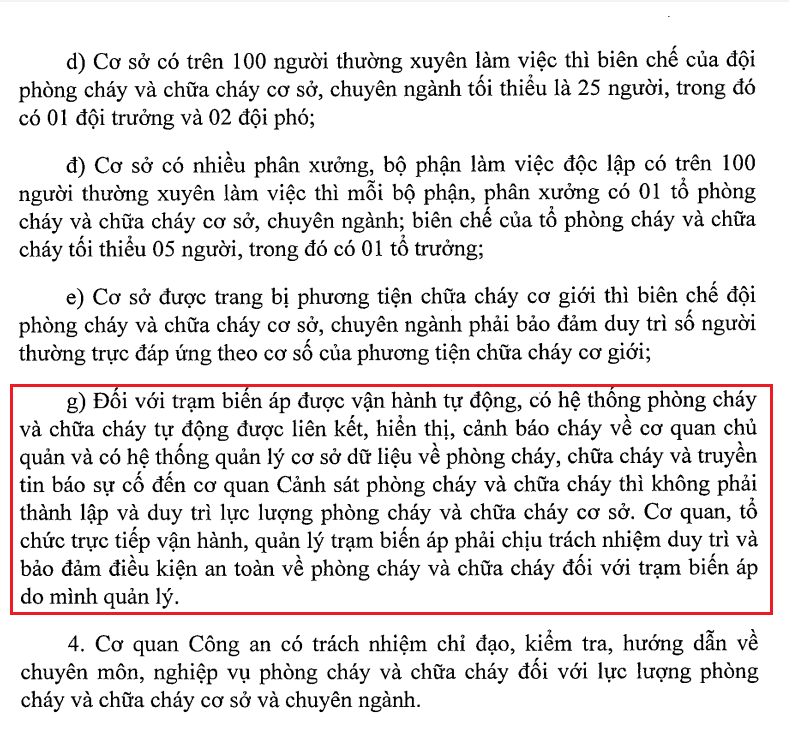 d) Cơ sở có trên 100 người thường xuyên làm việc thì biên chế của đội
phòng cháy và chữa cháy cơ sở, chuyên ngành tối thiểu là 25 người, trong đó
có 01 đội trưởng và 02 đội phó;
đ) Cơ sở có nhiều phân xưởng, bộ phận làm việc độc lập có trên 100
người thường xuyên làm việc thì mỗi bộ phận, phân xưởng có 01 tổ phòng
cháy và chữa cháy cơ sở, chuyên ngành; biên chế của tổ phòng cháy và chữa
cháy tối thiểu 05 người, trong đó có 01 tổ trưởng;
e) Cơ sở được trang bị phương tiện chữa cháy cơ giới thì biên chế đội
phòng cháy và chữa cháy cơ sở, chuyên ngành phải bảo đảm duy trì số người
thường trực đáp ứng theo cơ số của phương tiện chữa cháy cơ giới;
g) Đối với trạm biến áp được vận hành tự động, có hệ thống phòng cháy
và chữa cháy tự động được liên kết, hiển thị, cảnh báo cháy về cơ quan chủ
quản và có hệ thống quản lý cơ sở dữ liệu về phòng cháy, chữa cháy và truyền
tin báo sự cố đến cơ quan Cảnh sát phòng cháy và chữa cháy thì không phải
thành lập và duy trì lực lượng phòng cháy và chữa cháy cơ sở. Cơ quan, tổ
chức trực tiếp vận hành, quản lý trạm biến áp phải chịu trách nhiệm duy trì và
bảo đảm điều kiện an toàn về phòng cháy và chữa cháy đối với trạm biến áp
do mình quản lý.
4. Cơ quan Công an có trách nhiệm chỉ đạo, kiểm tra, hướng dẫn về
chuyên môn, nghiệp vụ phòng cháy và chữa cháy đối với lực lượng phòng
cháy và chữa cháy cơ sở và chuyên ngành.